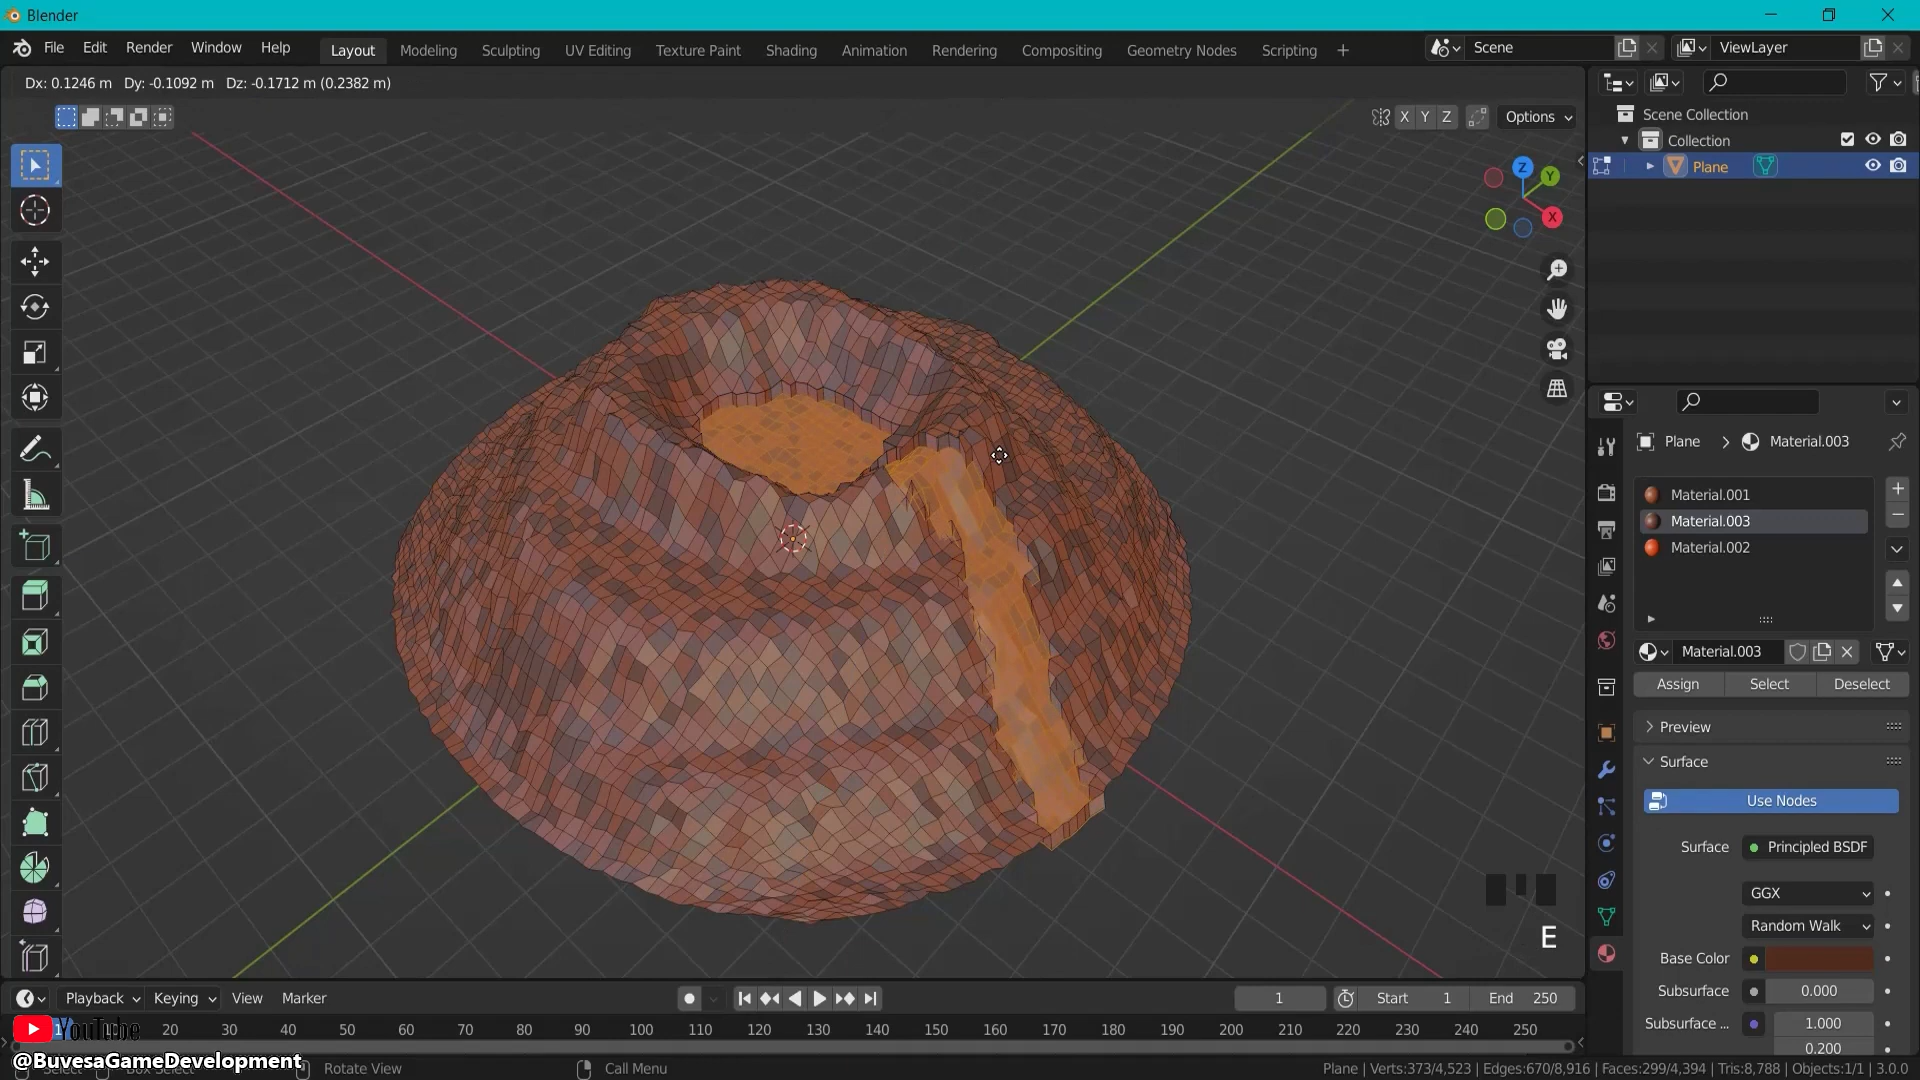 Blender
File Edit Render Window Help
Layout Modeling Sculpting UV Editing Texture Paint Shading Animation Rendering Compositing Geometry Nodes Scripting +
Scene
ViewLayer
Dx: 0.1246 m Dy: -0.1092 m Dz: -0.1712 m (0.2382 m)
X Y Z
Options
Scene Collection
Collection
Plane
Z
Y
X
Plane > Material.003
Material.001
Material.003
Material.002
Material.003
Assign Select Deselect
Preview
Surface
Use Nodes
Surface Principled BSDF
GGX
Random Walk
Base Color
Subsurface 0.000
Subsurface ... 1.000
0.200
E
Playback Keying View Marker
1
Start 1 End 250
20 30 40 50 60 70 80 90 100 110 120 130 140 150 160 170 180 190 200 210 220 230 240 250
YouTube
@BuvesaGameDevelopment
Select Box Select Rotate View Call Menu
Plane | Verts:373/4,523 | Edges:670/8,916 | Faces:299/4,394 | Tris:8,788 | Objects:1/1 | 3.0.0